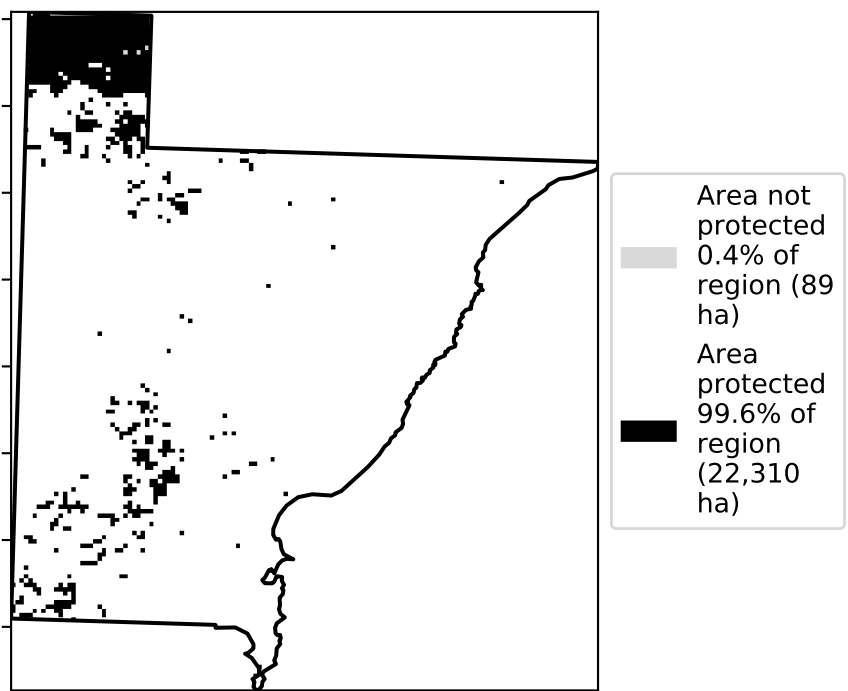 Area not
protected
0.4% of
region (89
ha)
Area
protected
99.6% of
region
(22,310
ha)